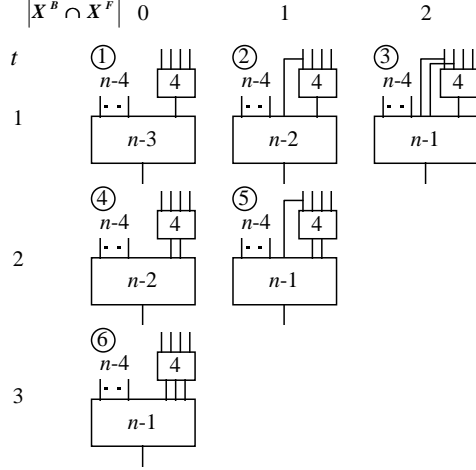 |X^B ∩ X^F| 0 1 2
t
① ② ③
n-4 4 n-4 4 n-4 4
1 n-3 n-2 n-1
④ ⑤
n-4 4 n-4 4
2 n-2 n-1
⑥
n-4 4
3 n-1